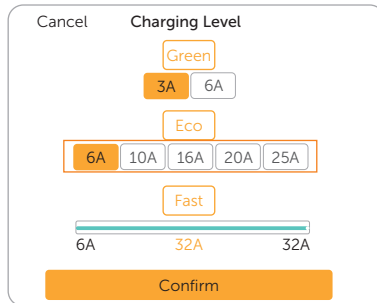 Cancel Charging Level
Green
3A 6A
Eco
6A 10A 16A 20A 25A
Fast
6A 32A 32A
Confirm